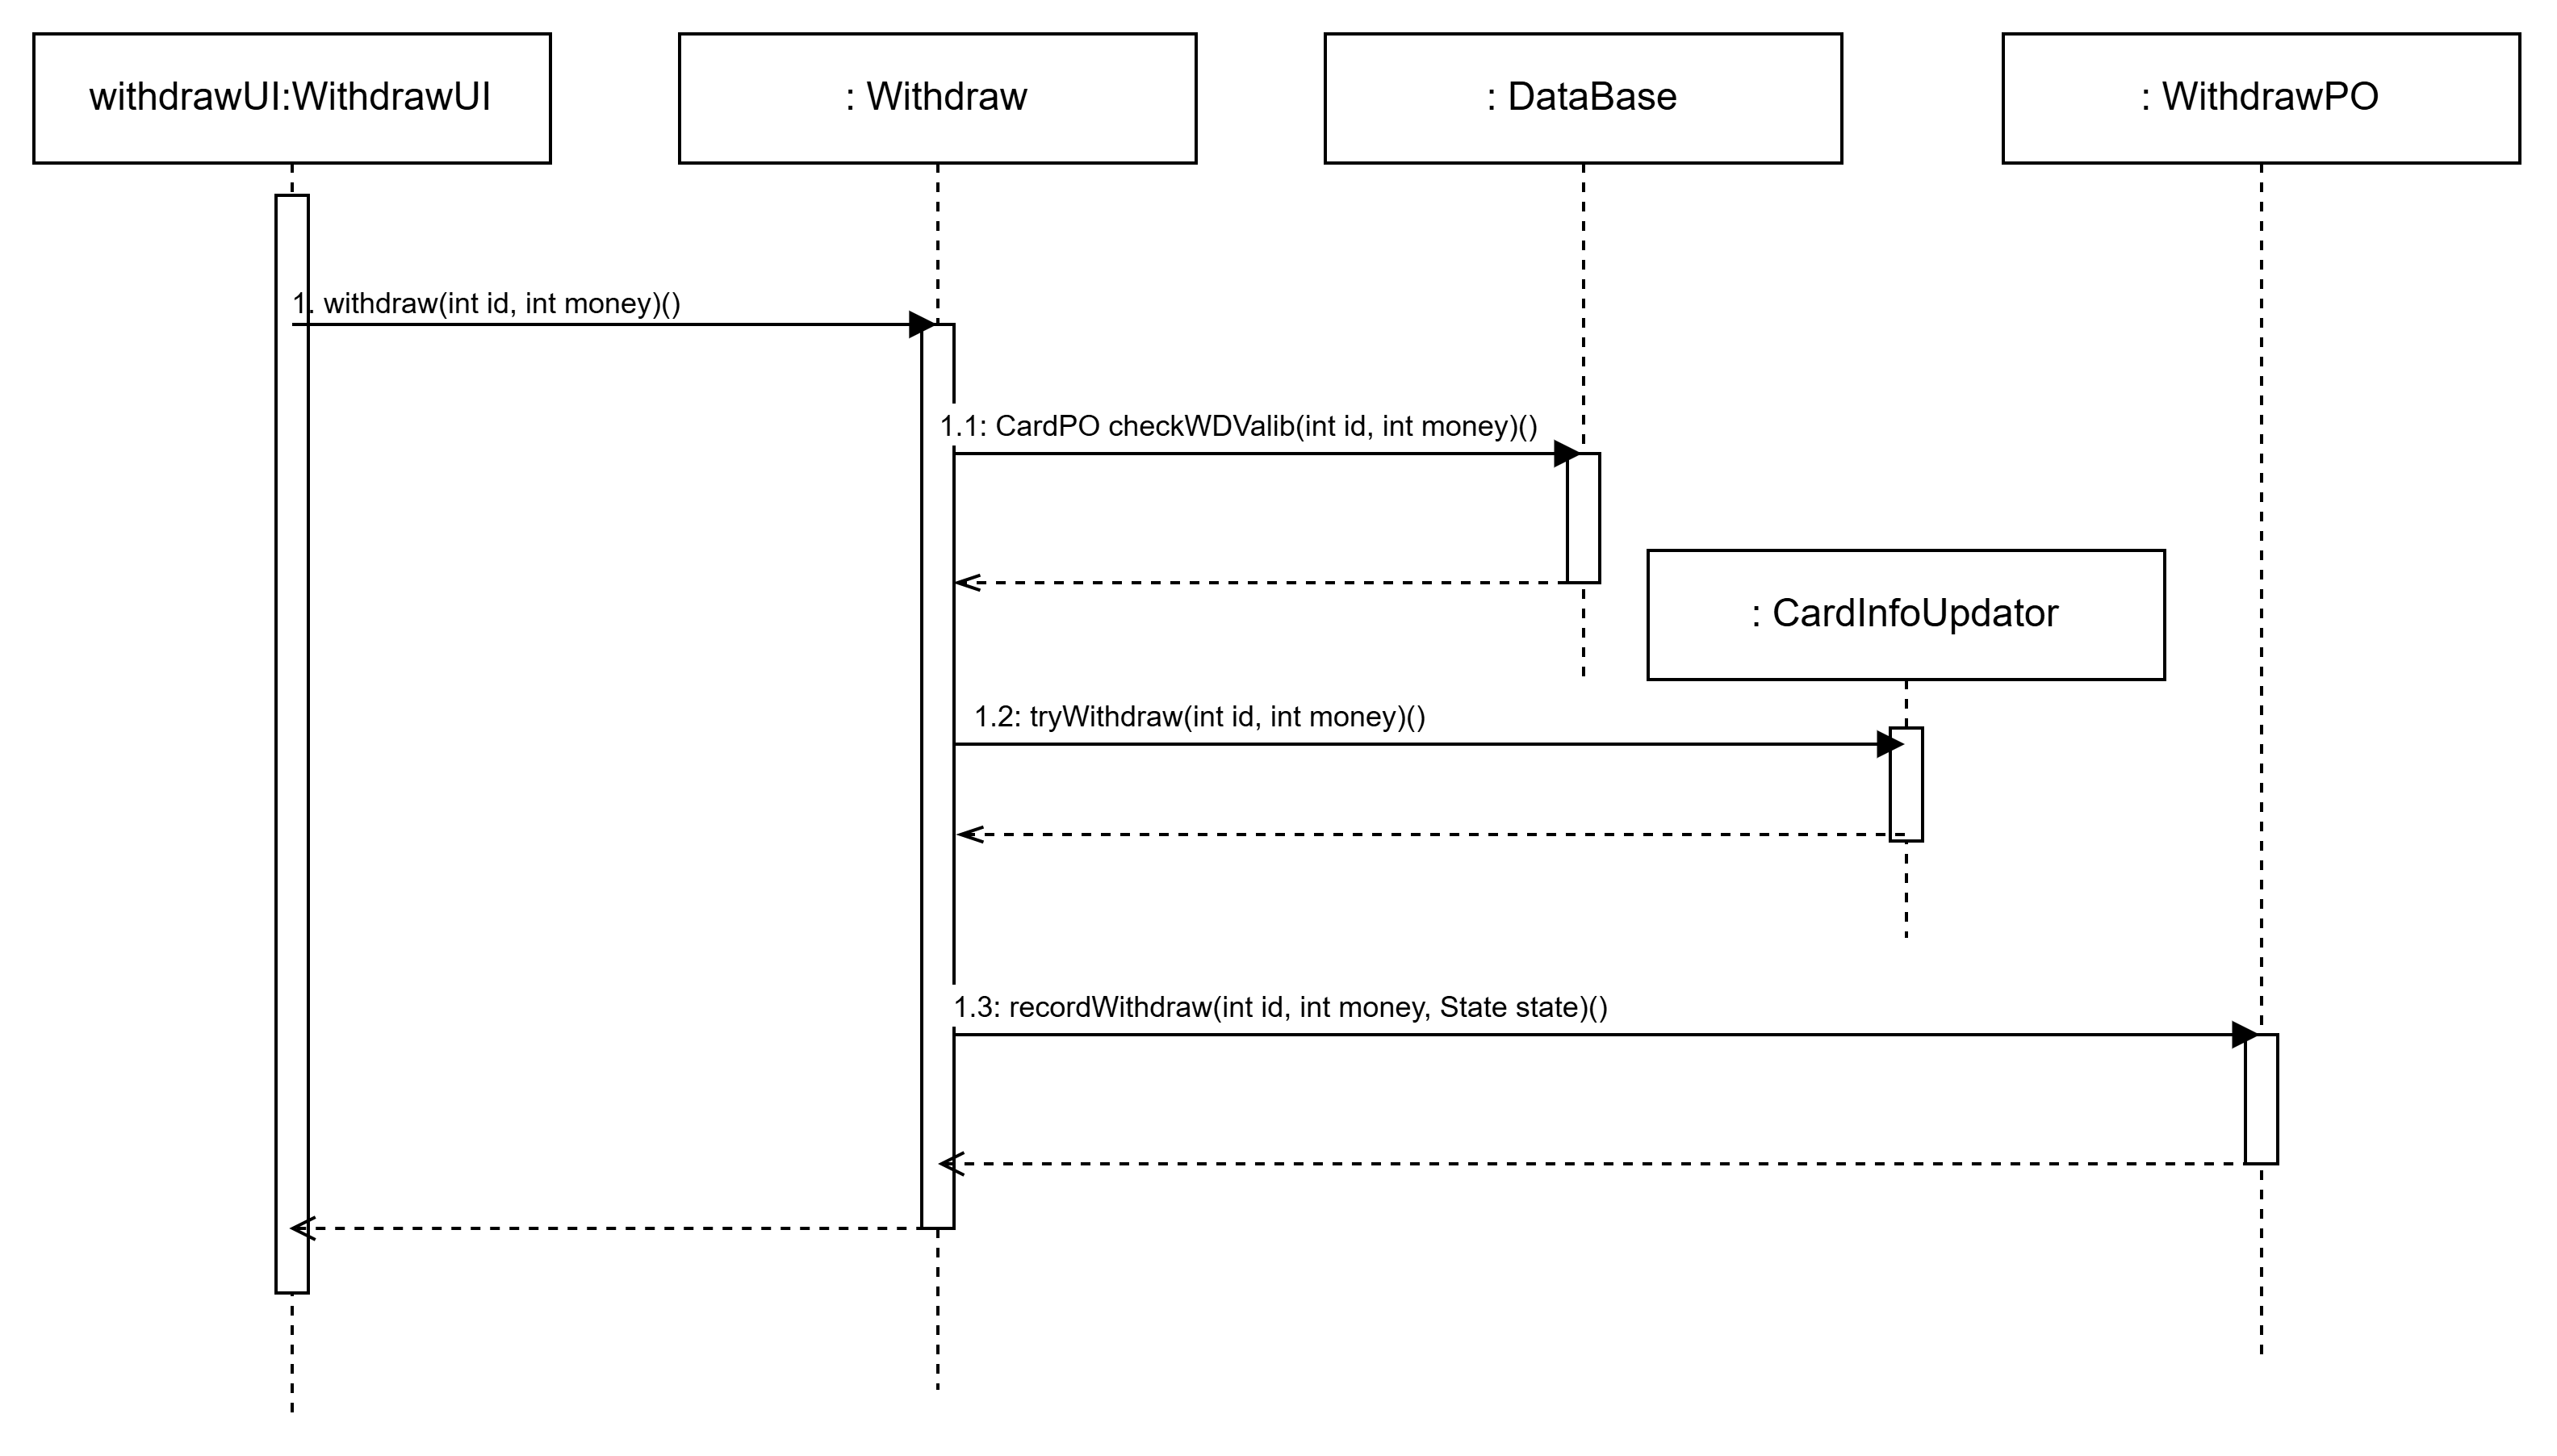 withdrawUI:WithdrawUI
: Withdraw
: DataBase
: WithdrawPO
1. withdraw(int id, int money)()
1.1: CardPO checkWDValib(int id, int money)()
: CardInfoUpdator
1.2: tryWithdraw(int id, int money)()
1.3: recordWithdraw(int id, int money, State state)()